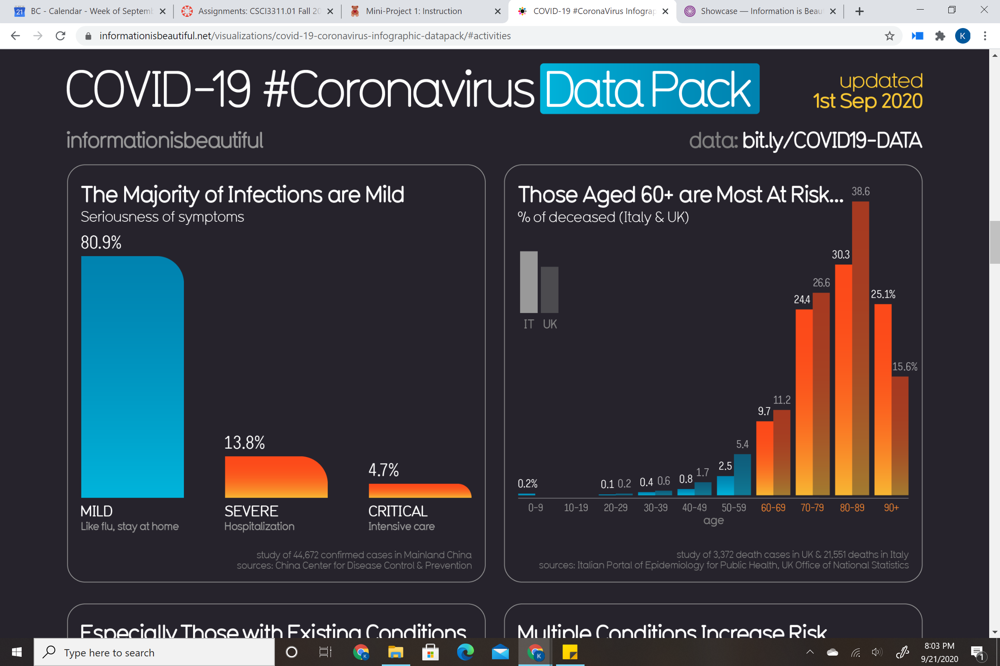 21 BC - Calendar - Week of Septemb
Assignments: CSCI3311.01 Fall 20
Mini-Project 1: Instruction
COVID-19 #CoronaVirus Infograp
Showcase — Information is Beau
informationisbeautiful.net/visualizations/covid-19-coronavirus-infographic-datapack/#activities
K
COVID-19 #Coronavirus Data Pack
updated
1st Sep 2020
informationisbeautiful
data: bit.ly/COVID19-DATA
The Majority of Infections are Mild
Seriousness of symptoms
80.9%
13.8%
4.7%
MILD
Like flu, stay at home
SEVERE
Hospitalization
CRITICAL
Intensive care
study of 44,672 confirmed cases in Mainland China
sources: China Center for Disease Control & Prevention
Those Aged 60+ are Most At Risk...
% of deceased (Italy & UK)
IT UK
38.6
30.3
26.6
24.4
25.1%
15.6%
11.2
9.7
5.4
2.5
1.7
0.8
0.6
0.4
0.2
0.1
0.2%
0-9 10-19 20-29 30-39 40-49 50-59 60-69 70-79 80-89 90+
age
study of 3,372 death cases in UK & 21,551 deaths in Italy
sources: Italian Portal of Epidemiology for Public Health, UK Office of National Statistics
Especially Those with Existing Conditions
Multiple Conditions Increase Risk
Type here to search
K
K
8:03 PM
9/21/2020
1